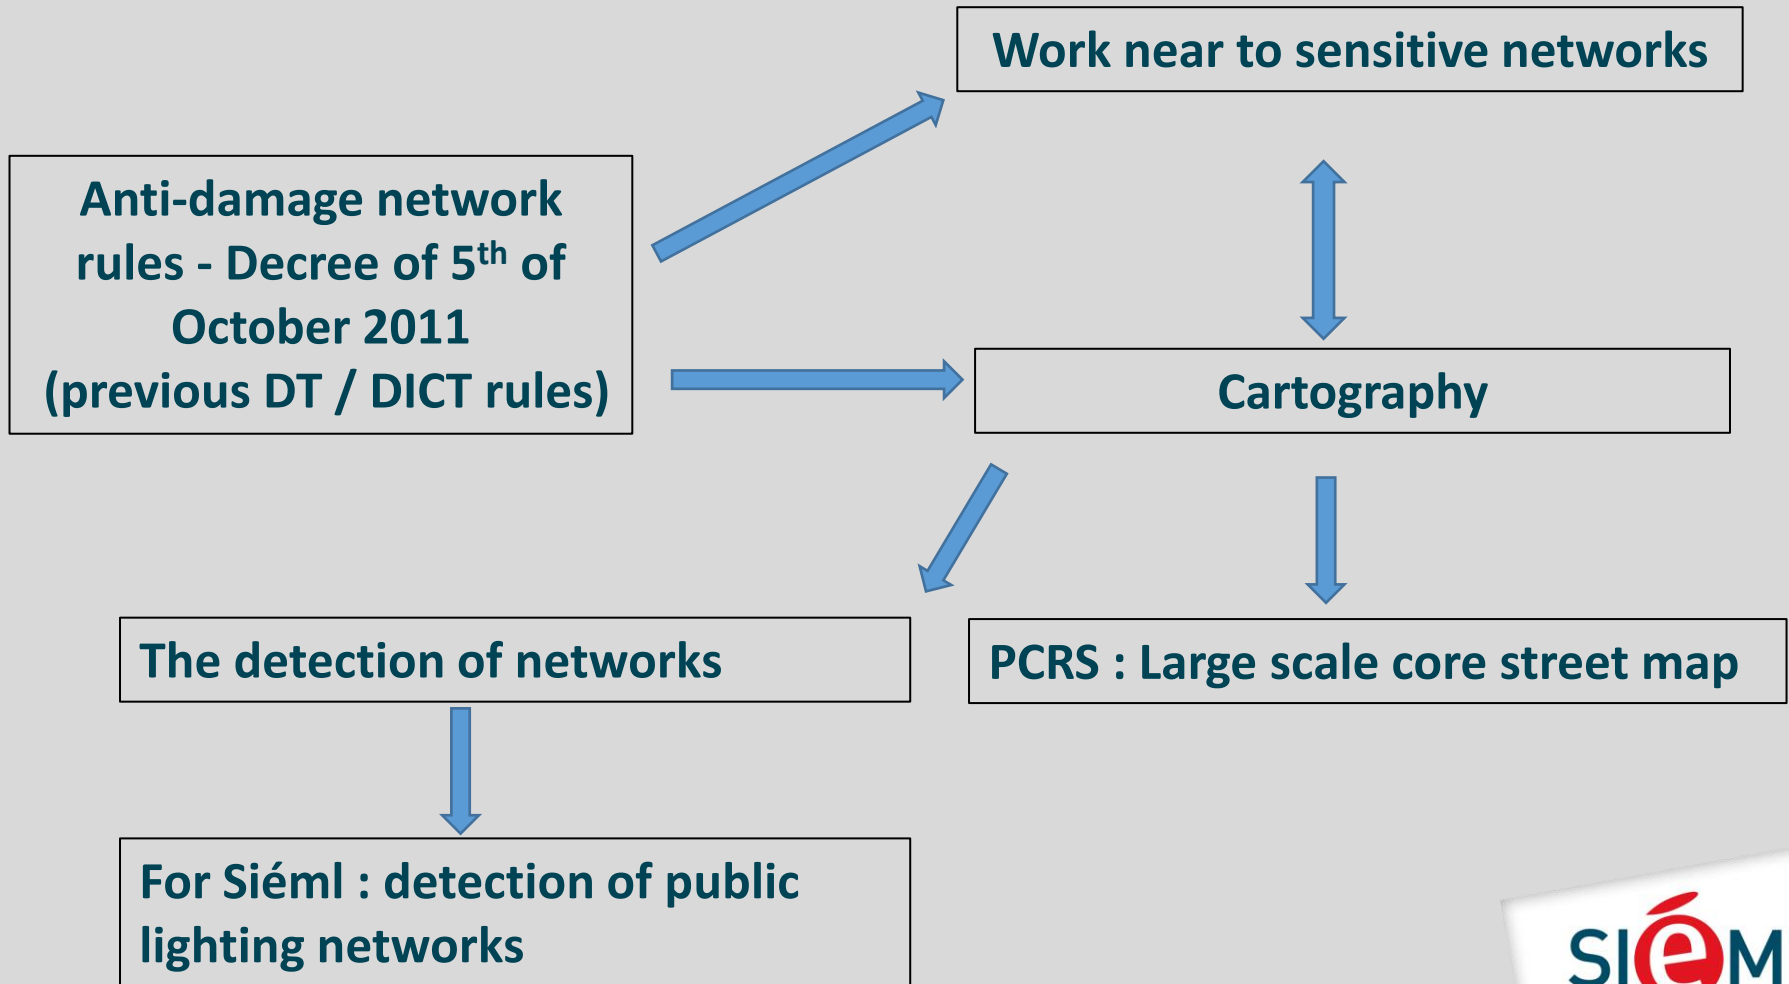 Work near to sensitive networks
Anti-damage network
rules - Decree of 5th of
October 2011
(previous DT / DICT rules)
Cartography
The detection of networks
PCRS : Large scale core street map
For Siéml : detection of public
lighting networks
SIéM